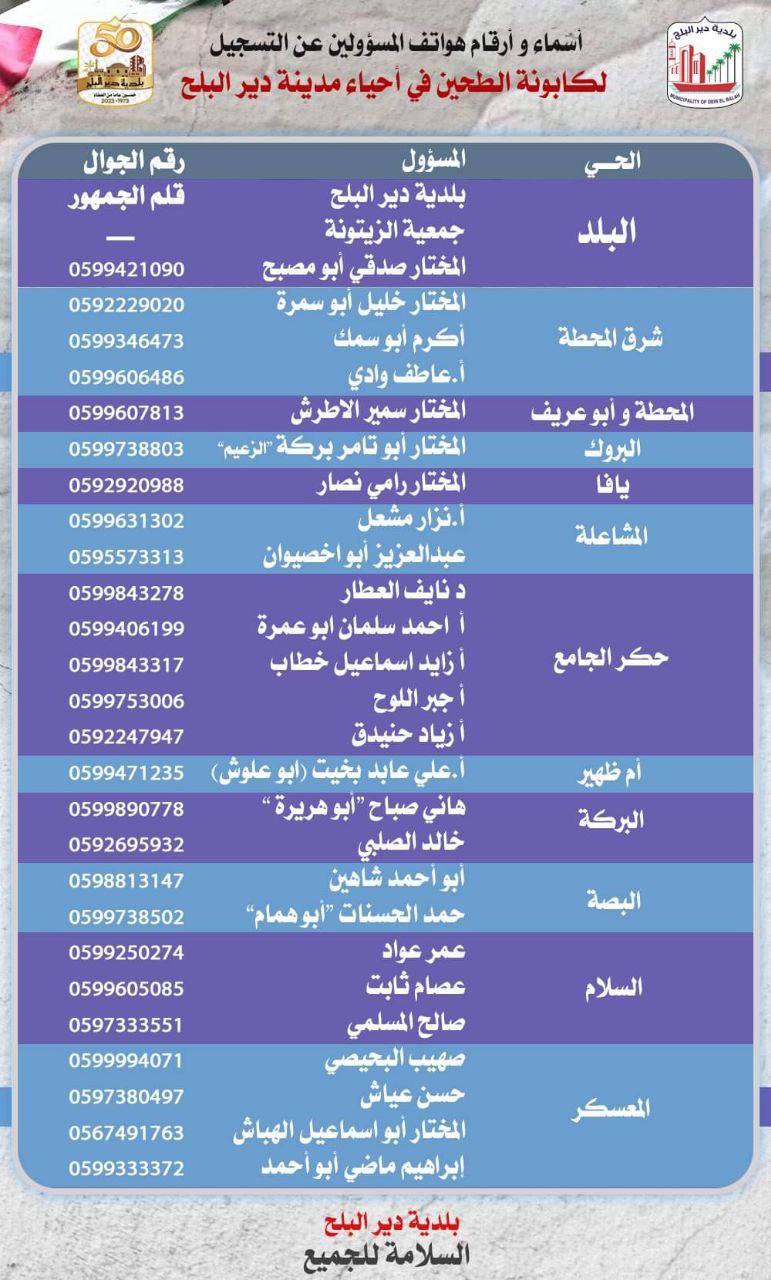 أسماء و أرقام هواتف المسؤولين عن التسجيل
لكابونة الطحين في أحياء مدينة دير البلح
بلدية دير البلح
MUNICIPALITY OF DEIR EL BALAH
50
بلدية دير البلح
خمسين عاما من العطاء
1973-2023
الحـي المسؤول رقم الجوال
البلد
بلدية دير البلح قلم الجمهور
جمعية الزيتونة —
المختار صدقي أبو مصبح 0599421090
شرق المحطة
المختار خليل أبو سمرة 0592229020
أكرم أبو سمك 0599346473
أ.عاطف وادي 0599606486
المحطة و أبو عريف المختار سمير الاطرش 0599607813
البروك المختار أبو تامر بركة "الزعيم" 0599738803
يافا المختار رامي نصار 0592920988
المشاعلة
أ.نزار مشعل 0599631302
عبدالعزيز أبو اخصيوان 0595573313
حكر الجامع
د نايف العطار 0599843278
أ احمد سلمان ابو عمرة 0599406199
أ زايد اسماعيل خطاب 0599843317
أ جبر اللوح 0599753006
أ زياد حنيدق 0592247947
أم ظهير أ.علي عابد بخيت (ابو علوش) 0599471235
البركة
هاني صباح "أبو هريرة " 0599890778
خالد الصلبي 0592695932
البصة
أبو أحمد شاهين 0598813147
حمد الحسنات "أبو همام" 0599738502
السلام
عمر عواد 0599250274
عصام ثابت 0599605085
صالح المسلمي 0597333551
المعسكر
صهيب البحيصي 0599994071
حسن عياش 0597380497
المختار أبو اسماعيل الهباش 0567491763
إبراهيم ماضي أبو أحمد 0599333372
بلدية دير البلح
السلامة للجميع